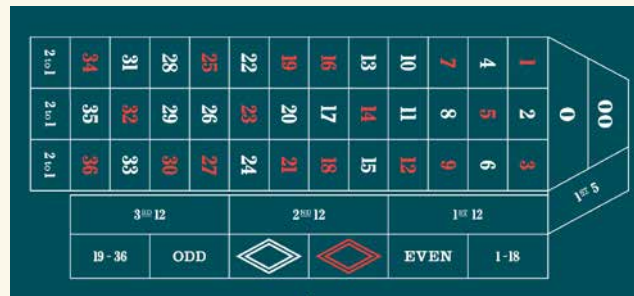 2 to 1 34 31 28 25 22 19 16 13 10 7 4 1
2 to 1 35 32 29 26 23 20 17 14 11 8 5 2 0 00
2 to 1 36 33 30 27 24 21 18 15 12 9 6 3
1ST 5
3RD 12 2ND 12 1ST 12
19 - 36 ODD EVEN 1 - 18